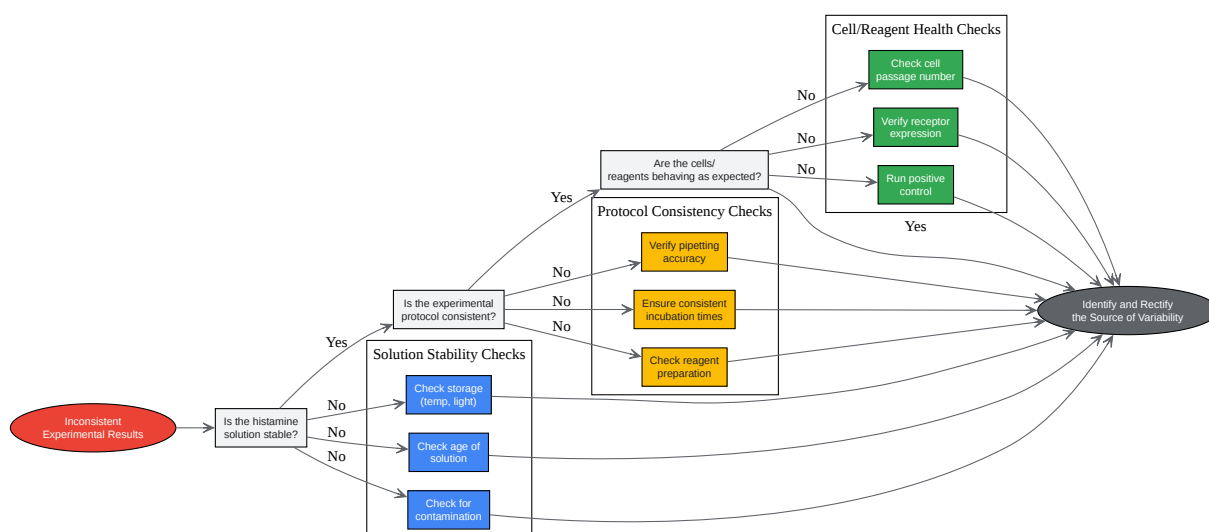 Cell/Reagent Health Checks
Check cell
passage number
No
Verify receptor
expression
No
Are the cells/
reagents behaving as expected?
No
Run positive
control
Yes
Protocol Consistency Checks
Yes
Verify pipetting
accuracy
No
Is the experimental
protocol consistent?
No
Ensure consistent
incubation times
Identify and Rectify
the Source of Variability
No
Yes
Solution Stability Checks
Check reagent
preparation
Check storage
(temp, light)
No
Inconsistent
Experimental Results
Is the histamine
solution stable?
No
Check age of
solution
No
Check for
contamination